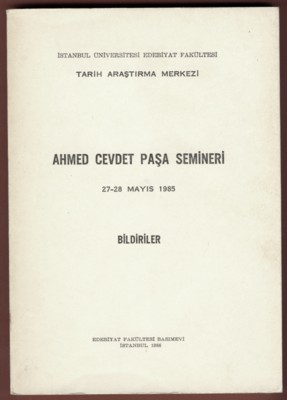 İSTANBUL ÜNİVERSİTESİ EDEBİYAT FAKÜLTESİ
TARİH ARAŞTIRMA MERKEZİ
AHMED CEVDET PAŞA SEMİNERİ
27-28 MAYIS 1985
BİLDİRİLER
EDEBİYAT FAKÜLTESİ BASIMEVİ
İSTANBUL, 1986